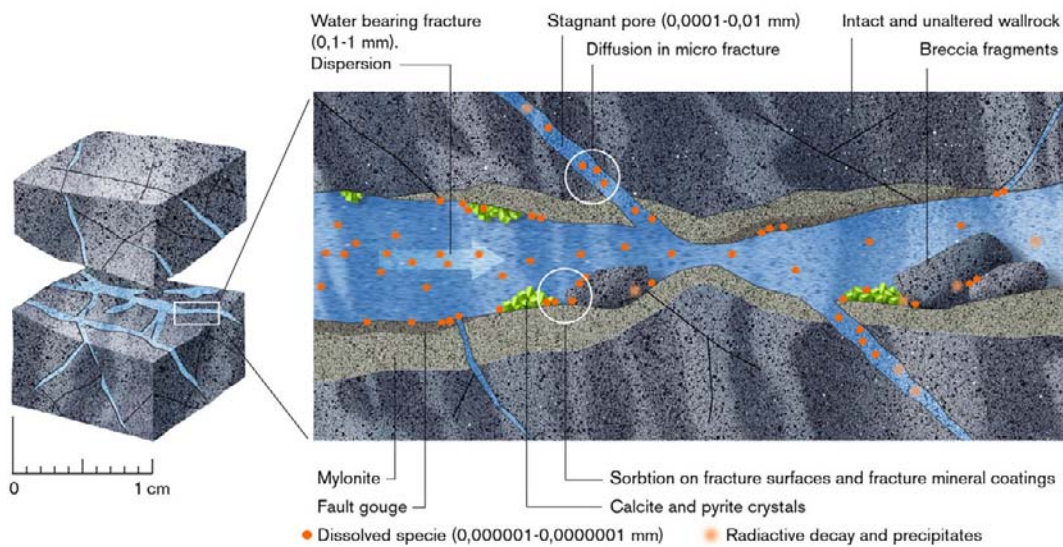 Water bearing fracture
(0,1-1 mm).
Dispersion
Stagnant pore (0,0001-0,01 mm)
Diffusion in micro fracture
Intact and unaltered wallrock
Breccia fragments
0
1 cm
Mylonite
Fault gouge
Sorbtion on fracture surfaces and fracture mineral coatings
Calcite and pyrite crystals
Dissolved specie (0,000001-0,0000001 mm)
Radiactive decay and precipitates